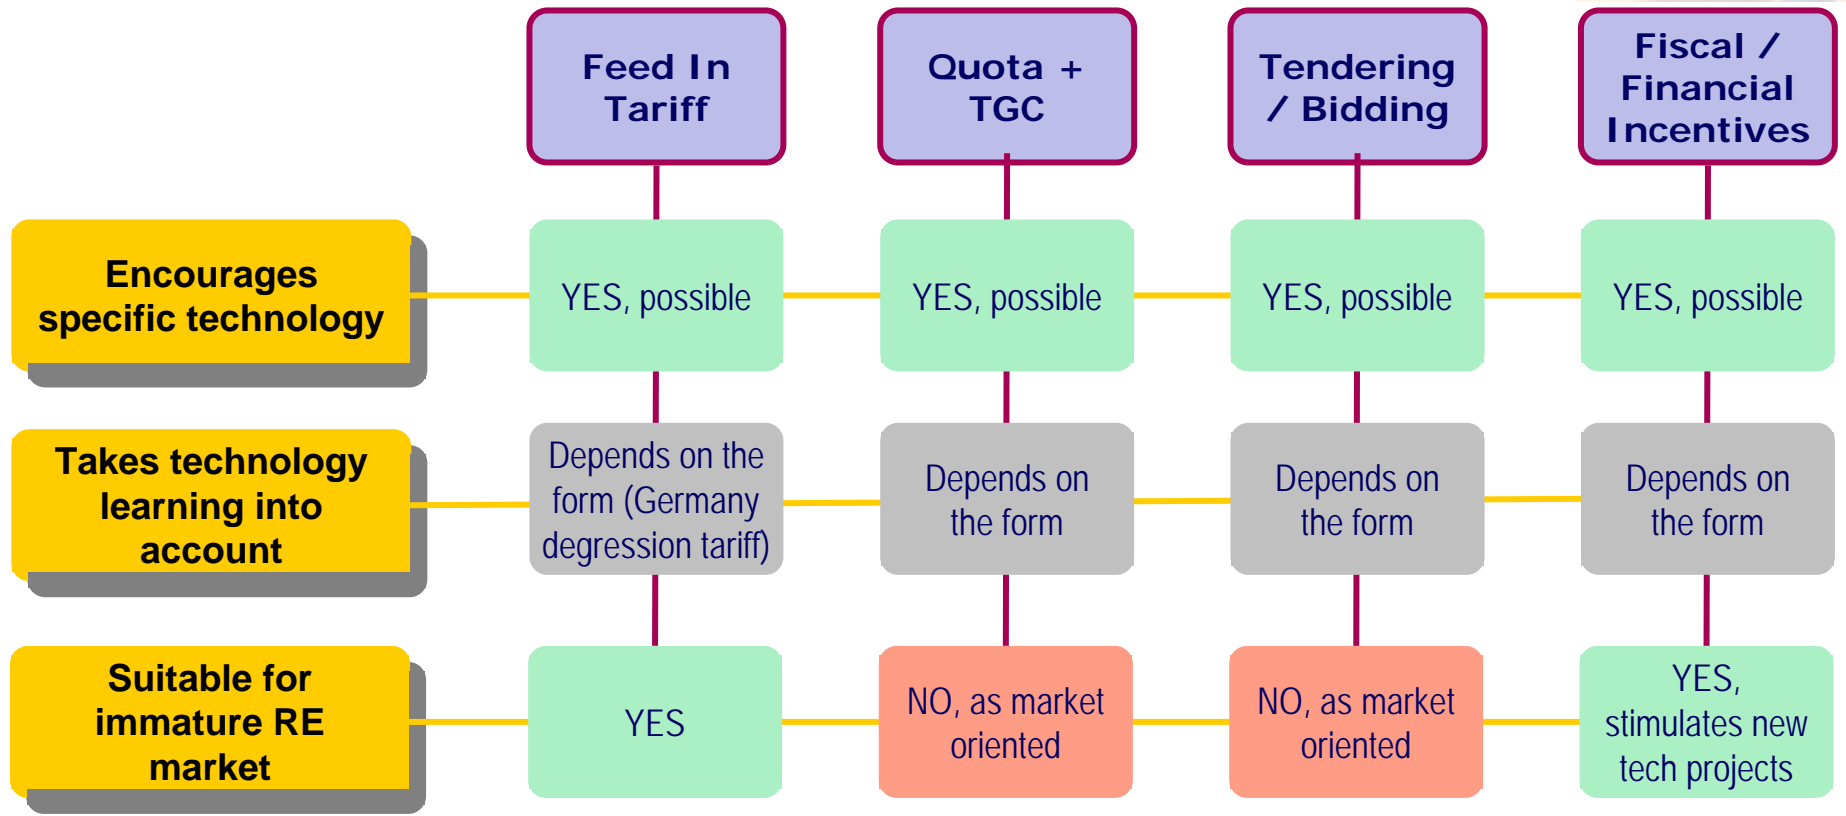 Feed In
Tariff
Quota +
TGC
Tendering
/ Bidding
Fiscal /
Financial
Incentives
Encourages
specific technology
YES, possible
YES, possible
YES, possible
YES, possible
Takes technology
learning into
account
Depends on the
form (Germany
degression tariff)
Depends on
the form
Depends on
the form
Depends on
the form
Suitable for
immature RE
market
YES
NO, as market
oriented
NO, as market
oriented
YES,
stimulates new
tech projects